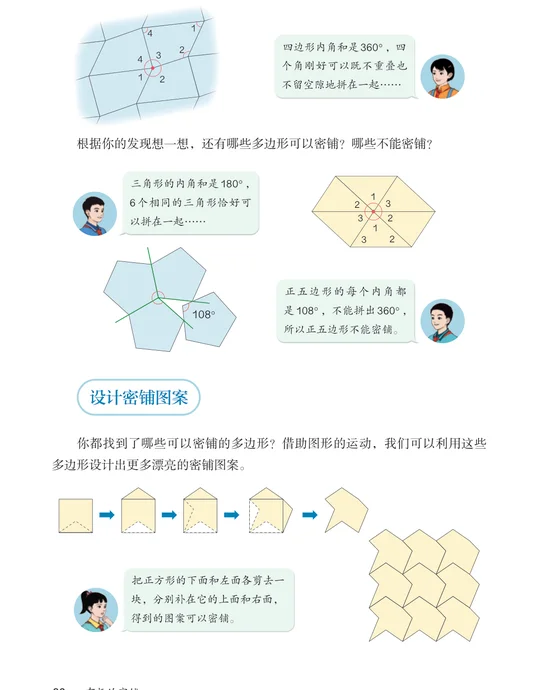 1
4
2
4 3
1 2
四边形内角和是360°，四
个角刚好可以既不重叠也
不留空隙地拼在一起……
根据你的发现想一想，还有哪些多边形可以密铺？哪些不能密铺？
三角形的内角和是180°，
6个相同的三角形恰好可
以拼在一起……
1
2 3
3 2
1
3 2
108°
正五边形的每个内角都
是108°，不能拼出360°，
所以正五边形不能密铺。
设计密铺图案
你都找到了哪些可以密铺的多边形？借助图形的运动，我们可以利用这些
多边形设计出更多漂亮的密铺图案。
把正方形的下面和左面各剪去一
块，分别补在它的上面和右面，
得到的图案可以密铺。